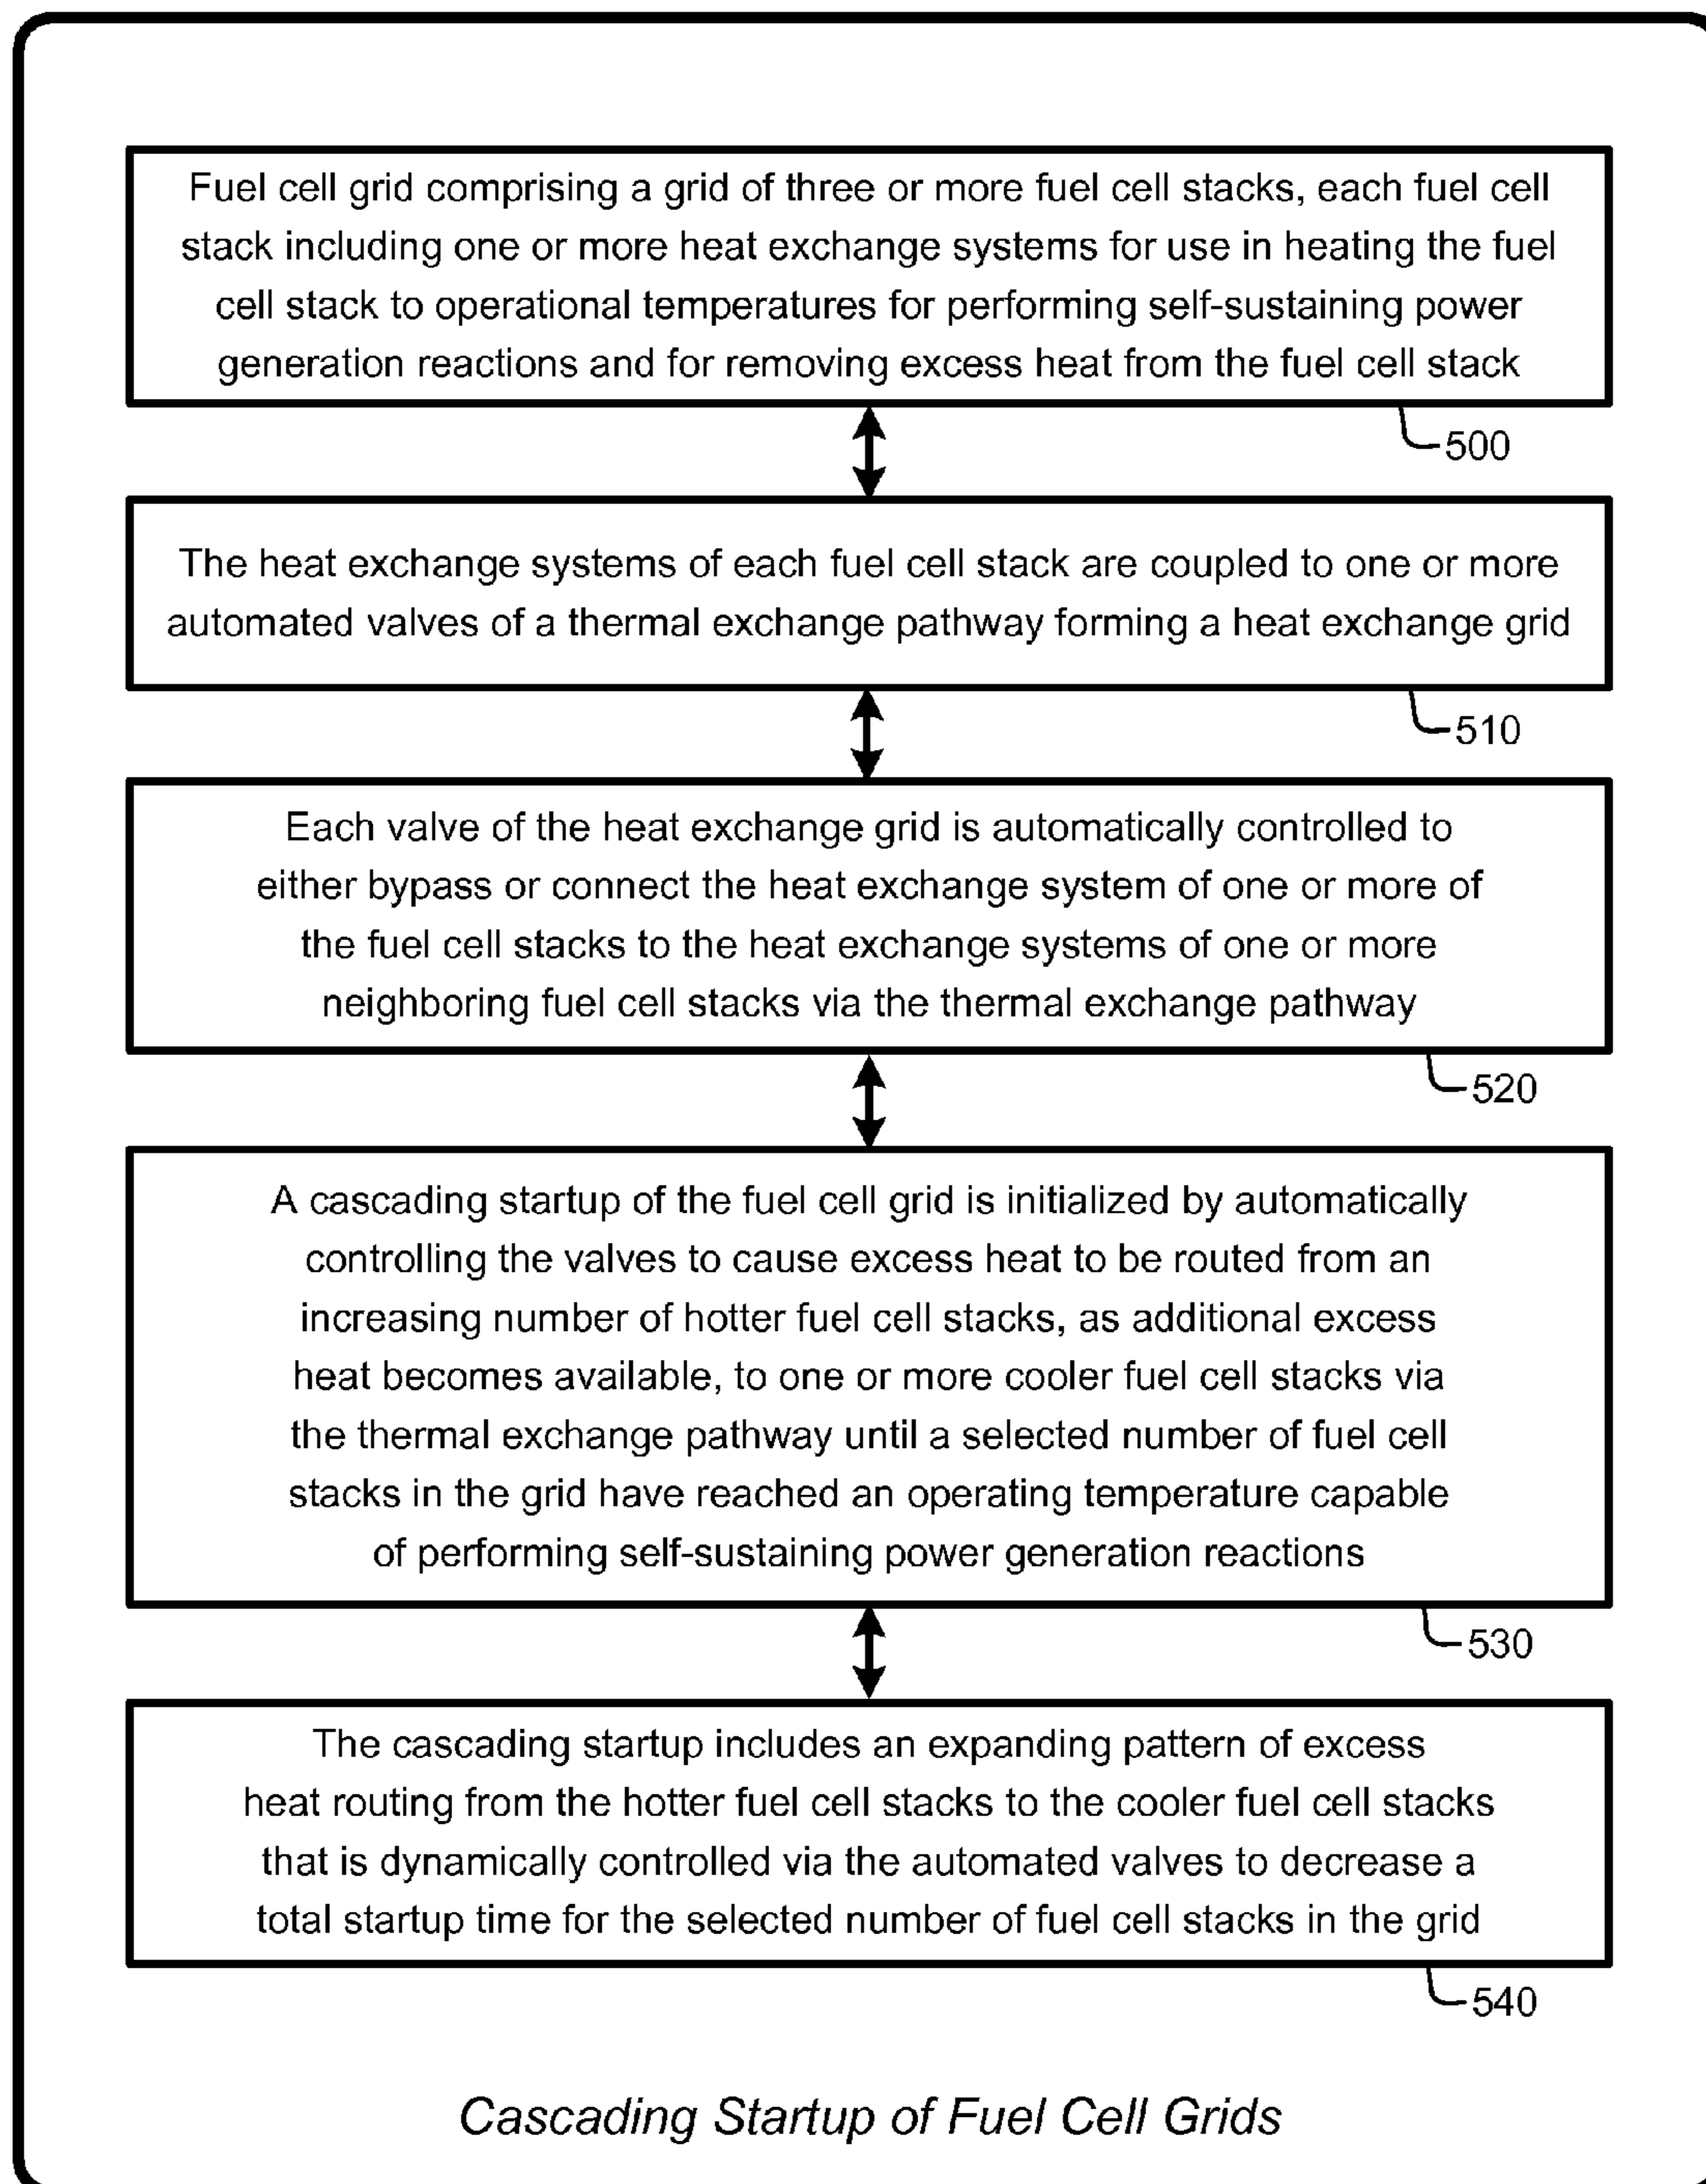 Fuel cell grid comprising a grid of three or more fuel cell stacks, each fuel cell
stack including one or more heat exchange systems for use in heating the fuel
cell stack to operational temperatures for performing self-sustaining power
generation reactions and for removing excess heat from the fuel cell stack
500
The heat exchange systems of each fuel cell stack are coupled to one or more
automated valves of a thermal exchange pathway forming a heat exchange grid
510
Each valve of the heat exchange grid is automatically controlled to
either bypass or connect the heat exchange system of one or more of
the fuel cell stacks to the heat exchange systems of one or more
neighboring fuel cell stacks via the thermal exchange pathway
520
A cascading startup of the fuel cell grid is initialized by automatically
controlling the valves to cause excess heat to be routed from an
increasing number of hotter fuel cell stacks, as additional excess
heat becomes available, to one or more cooler fuel cell stacks via
the thermal exchange pathway until a selected number of fuel cell
stacks in the grid have reached an operating temperature capable
of performing self-sustaining power generation reactions
530
The cascading startup includes an expanding pattern of excess
heat routing from the hotter fuel cell stacks to the cooler fuel cell stacks
that is dynamically controlled via the automated valves to decrease a
total startup time for the selected number of fuel cell stacks in the grid
540
Cascading Startup of Fuel Cell Grids